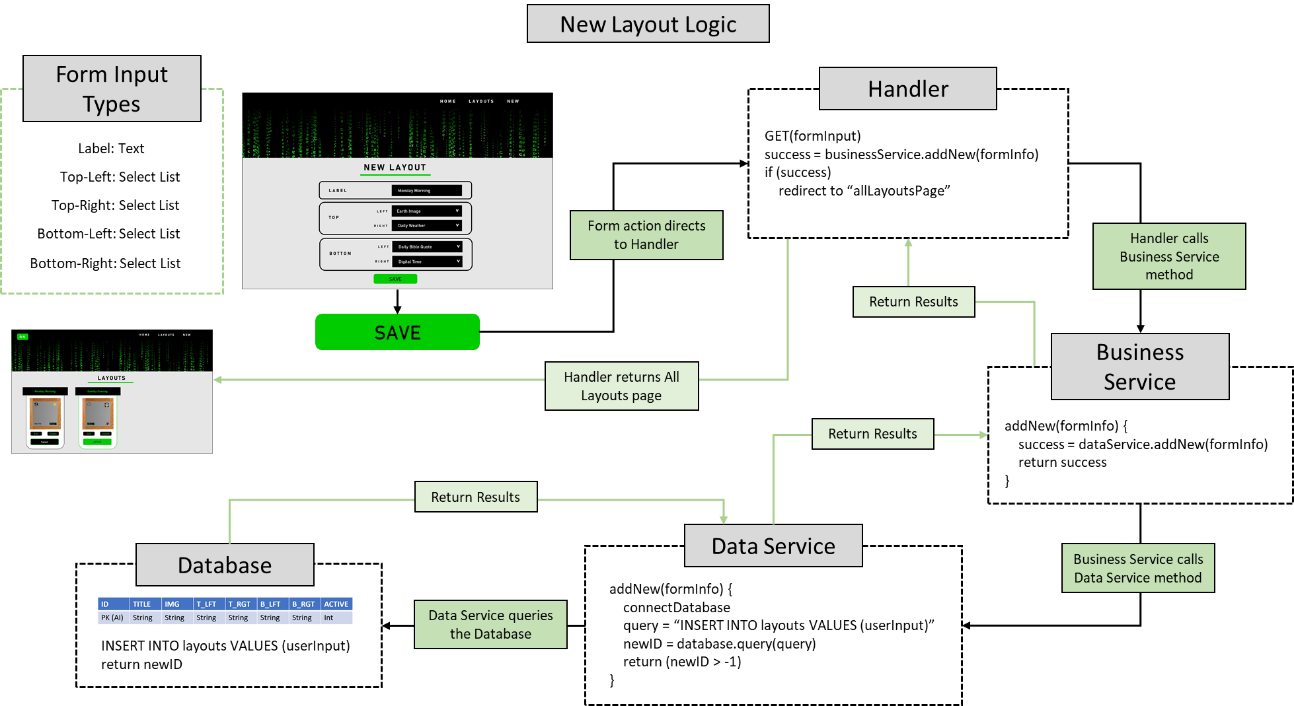 New Layout Logic
Form Input
Types
Label: Text
Top-Left: Select List
Top-Right: Select List
Bottom-Left: Select List
Bottom-Right: Select List
HOME LAYOUTS NEW
NEW LAYOUT
LABEL Monday Morning
TOP
LEFT Earth Image
RIGHT Daily Weather
BOTTOM
LEFT Daily Bible Quote
RIGHT Digital Time
SAVE
SAVE
Form action directs
to Handler
Handler
GET(formInput)
success = businessService.addNew(formInfo)
if (success)
redirect to “allLayoutsPage”
Handler calls
Business Service
method
Return Results
HOME LAYOUTS NEW
LAYOUTS
Handler returns All
Layouts page
Business
Service
addNew(formInfo) {
success = dataService.addNew(formInfo)
return success
}
Return Results
Return Results
Business Service calls
Data Service method
Data Service
addNew(formInfo) {
connectDatabase
query = “INSERT INTO layouts VALUES (userInput)”
newID = database.query(query)
return (newID > -1)
}
Data Service queries
the Database
Database
ID TITLE IMG T_LFT T_RGT B_LFT B_RGT ACTIVE
PK (AI) String String String String String String Int
INSERT INTO layouts VALUES (userInput)
return newID